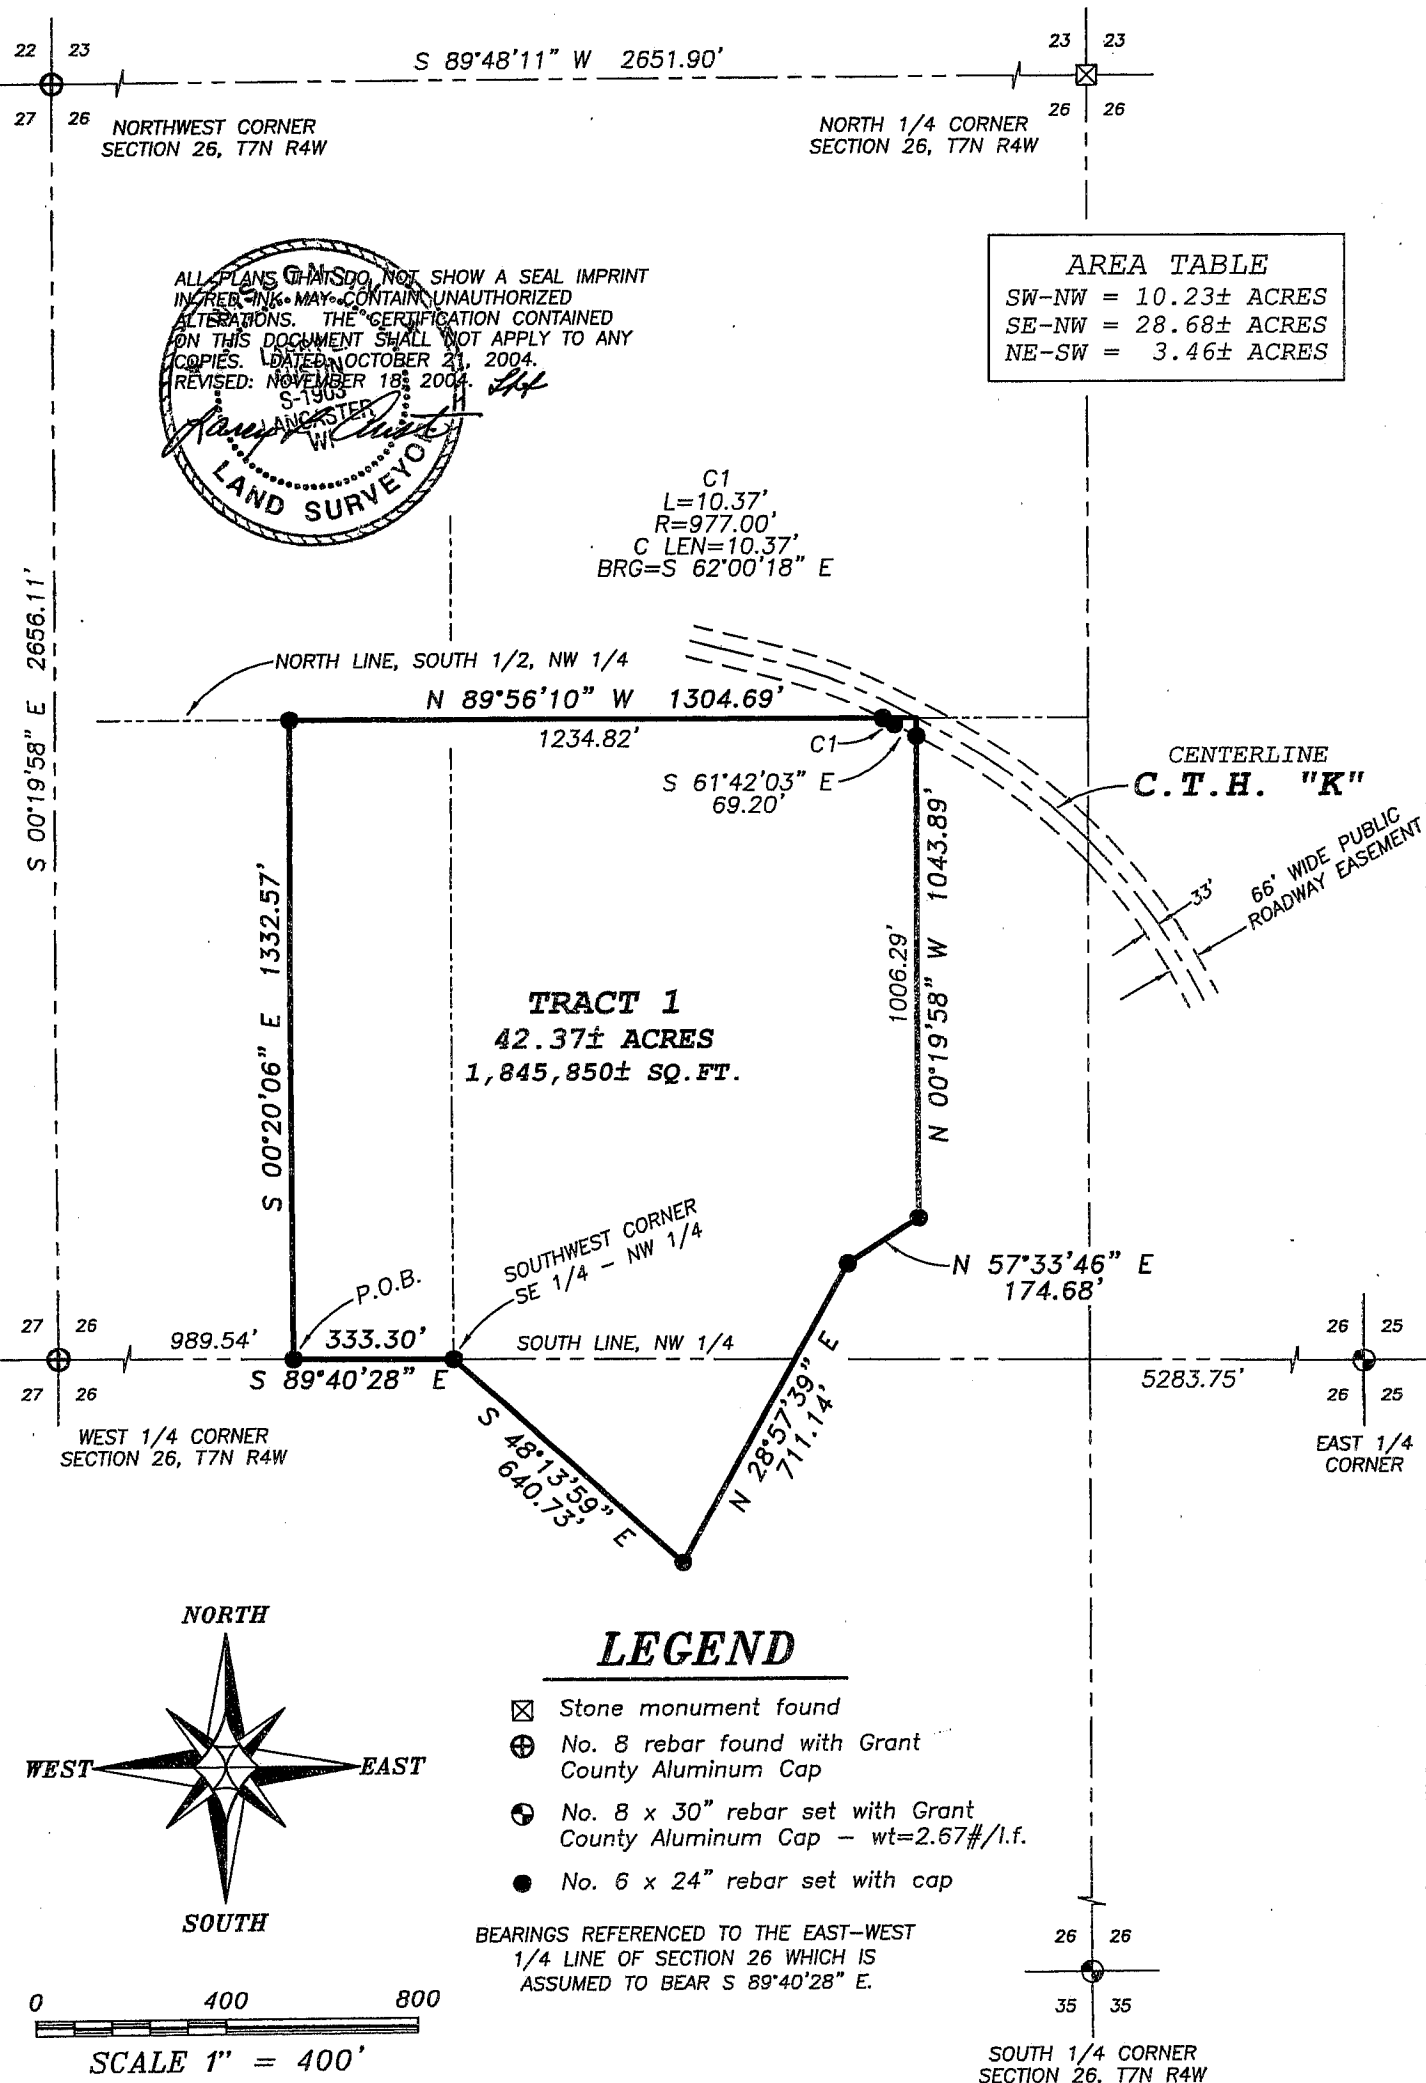 22 23
27 26
S 89°48'11" W 2651.90'
23 23
26 26
NORTHWEST CORNER
SECTION 26, T7N R4W
NORTH 1/4 CORNER
SECTION 26, T7N R4W
AREA TABLE
SW-NW = 10.23± ACRES
SE-NW = 28.68± ACRES
NE-SW = 3.46± ACRES
ALL PLANS THAT DO NOT SHOW A SEAL IMPRINT
IN RED INK MAY CONTAIN UNAUTHORIZED
ALTERATIONS. THE CERTIFICATION CONTAINED
ON THIS DOCUMENT SHALL NOT APPLY TO ANY
COPIES. DATED: OCTOBER 21, 2004.
REVISED: NOVEMBER 18, 2004.
S-1903
LANCASTER
WI
LAND SURVEYOR
C1
L=10.37'
R=977.00'
C LEN=10.37'
BRG=S 62°00'18" E
S 00°19'58" E 2656.11'
NORTH LINE, SOUTH 1/2, NW 1/4
N 89°56'10" W 1304.69'
1234.82'
C1
S 61°42'03" E
69.20'
CENTERLINE
C.T.H. "K"
66' WIDE PUBLIC
ROADWAY EASEMENT
33'
S 00°20'06" E 1332.57'
1006.29'
N 00°19'58" W 1043.89'
TRACT 1
42.37± ACRES
1,845,850± SQ.FT.
SOUTHWEST CORNER
SE 1/4 - NW 1/4
P.O.B.
N 57°33'46" E
174.68'
27 26
27 26
989.54'
333.30'
S 89°40'28" E
SOUTH LINE, NW 1/4
5283.75'
26 25
26 25
WEST 1/4 CORNER
SECTION 26, T7N R4W
EAST 1/4
CORNER
S 48°13'59" E
640.73'
N 28°57'39" E
711.14'
NORTH
WEST
EAST
SOUTH
LEGEND
Stone monument found
No. 8 rebar found with Grant
County Aluminum Cap
No. 8 x 30" rebar set with Grant
County Aluminum Cap - wt=2.67#/l.f.
No. 6 x 24" rebar set with cap
BEARINGS REFERENCED TO THE EAST-WEST
1/4 LINE OF SECTION 26 WHICH IS
ASSUMED TO BEAR S 89°40'28" E.
26 26
35 35
SOUTH 1/4 CORNER
SECTION 26, T7N R4W
0 400 800
SCALE 1" = 400'